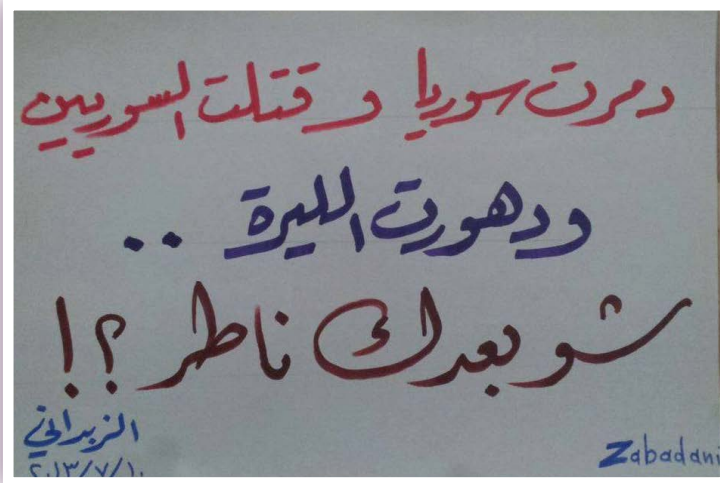 دمرت سوريا و قتلت السوريين
ودهورت الليرة ..
شو بعدك ناطر ؟!
الزبداني
٢٠١٣/٧/١٠
Zabadani